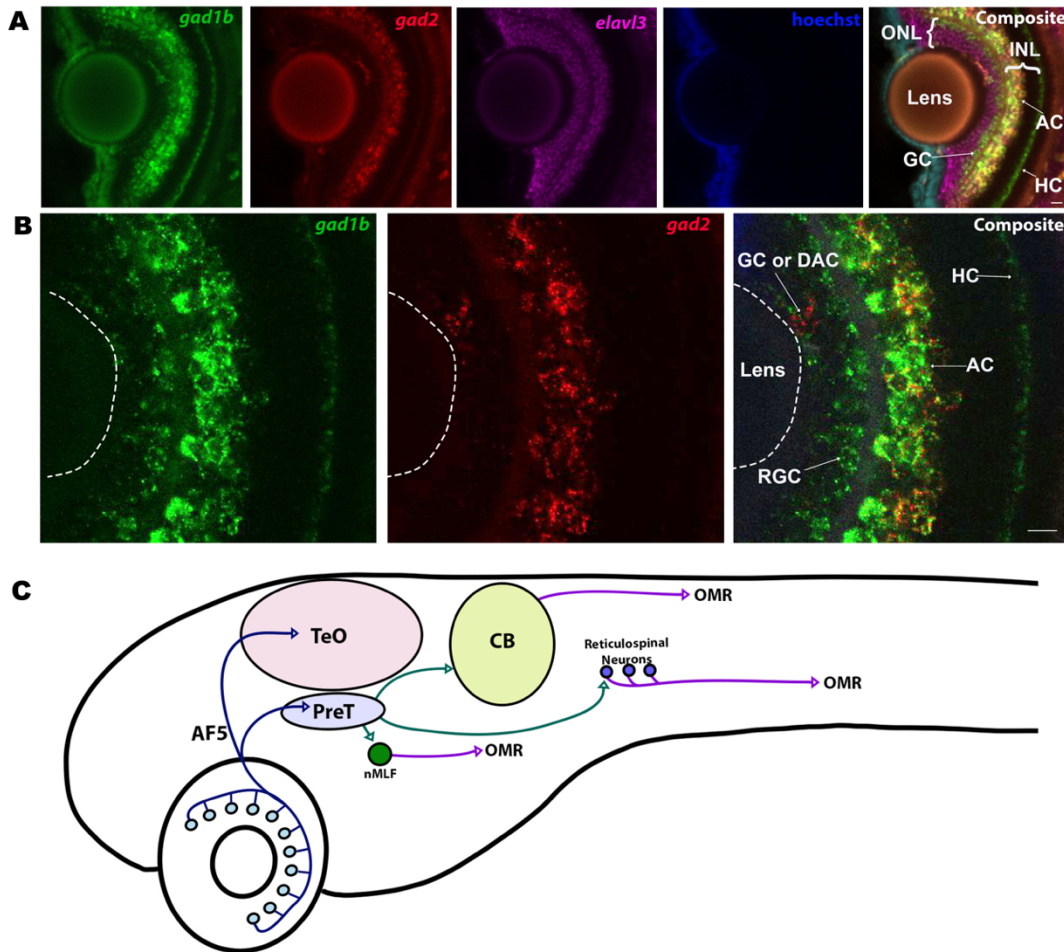 A
gad1b
gad2
elavl3
hoechst
Composite
ONL
INL
Lens
AC
GC
HC
B
gad1b
gad2
Composite
GC or DAC
HC
Lens
AC
RGC
C
TeO
CB
OMR
Reticulospinal
Neurons
PreT
OMR
AF5
OMR
nMLF